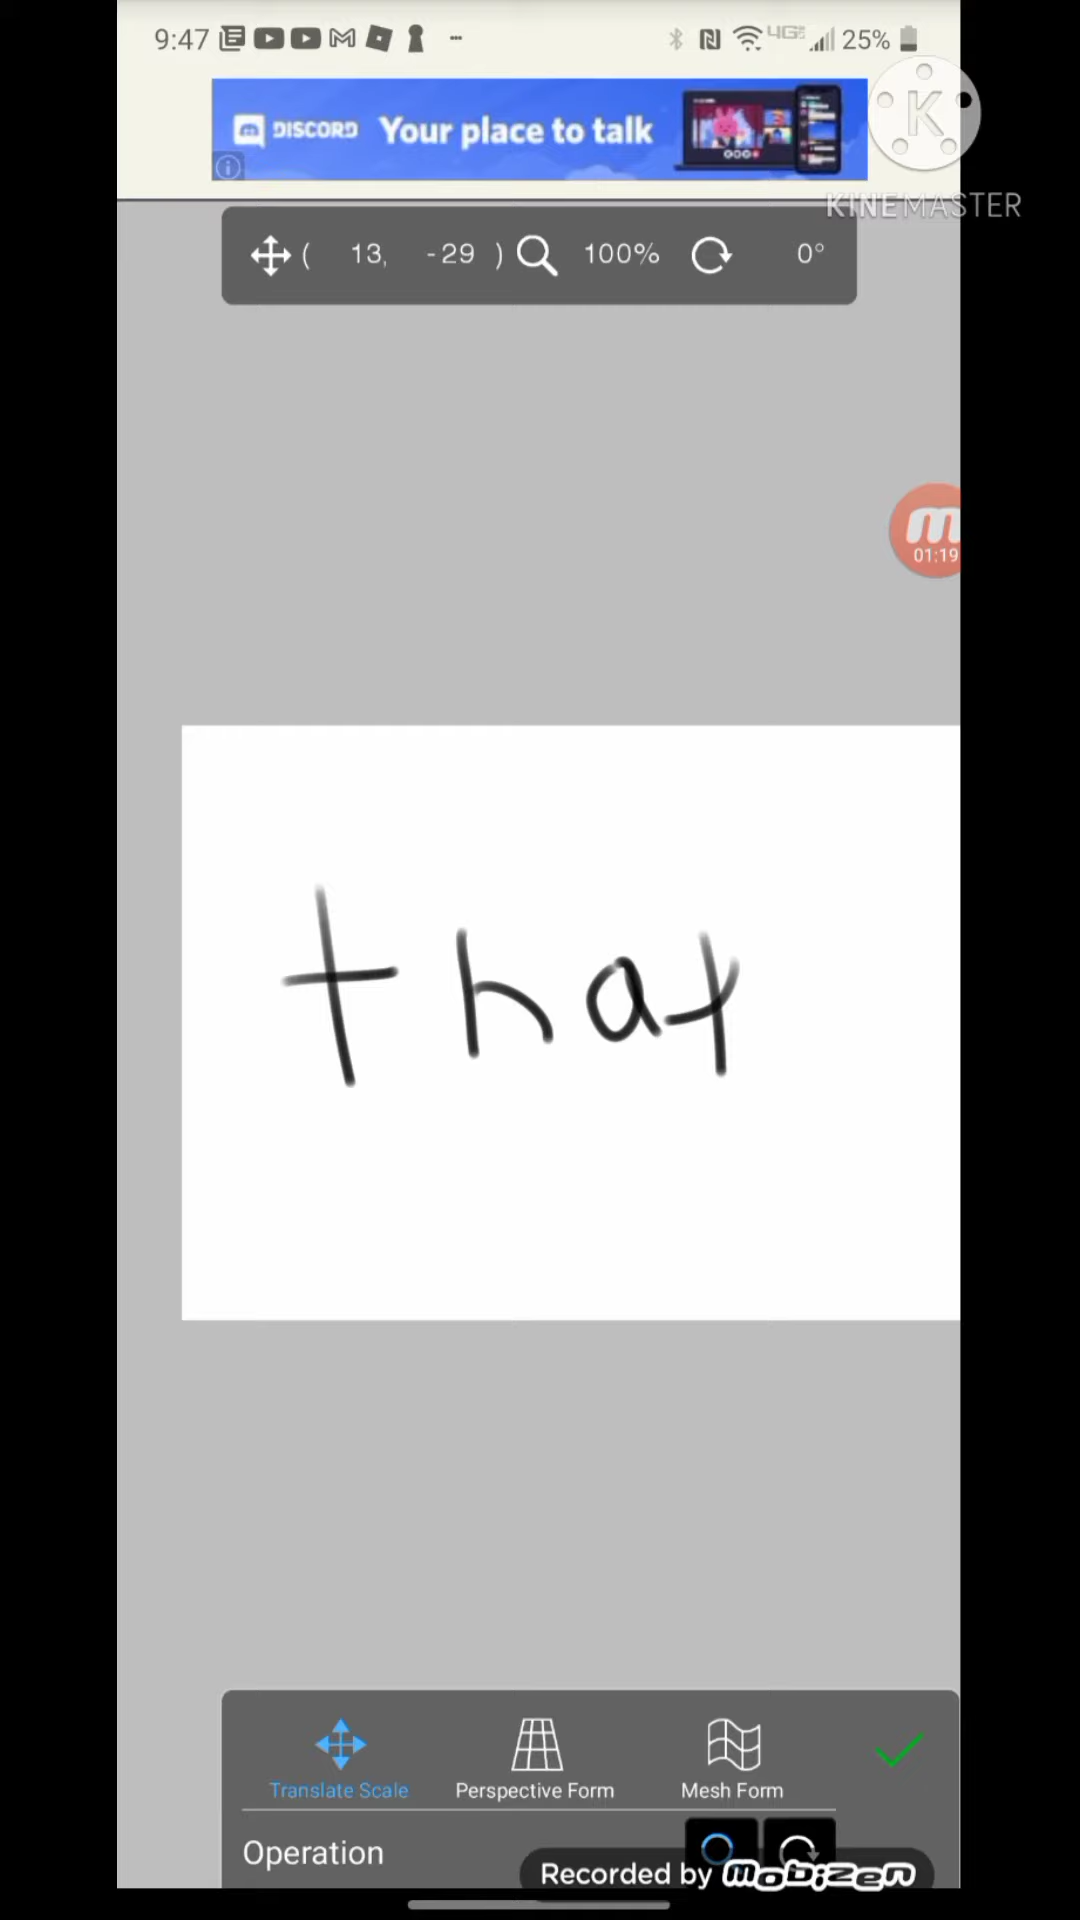 9:47 4G 25%
DISCORD Your place to talk
K
KINEMASTER
( 13, -29 ) 100% 0°
m
01:19
that
Translate Scale Perspective Form Mesh Form
Operation
Recorded by mobizen